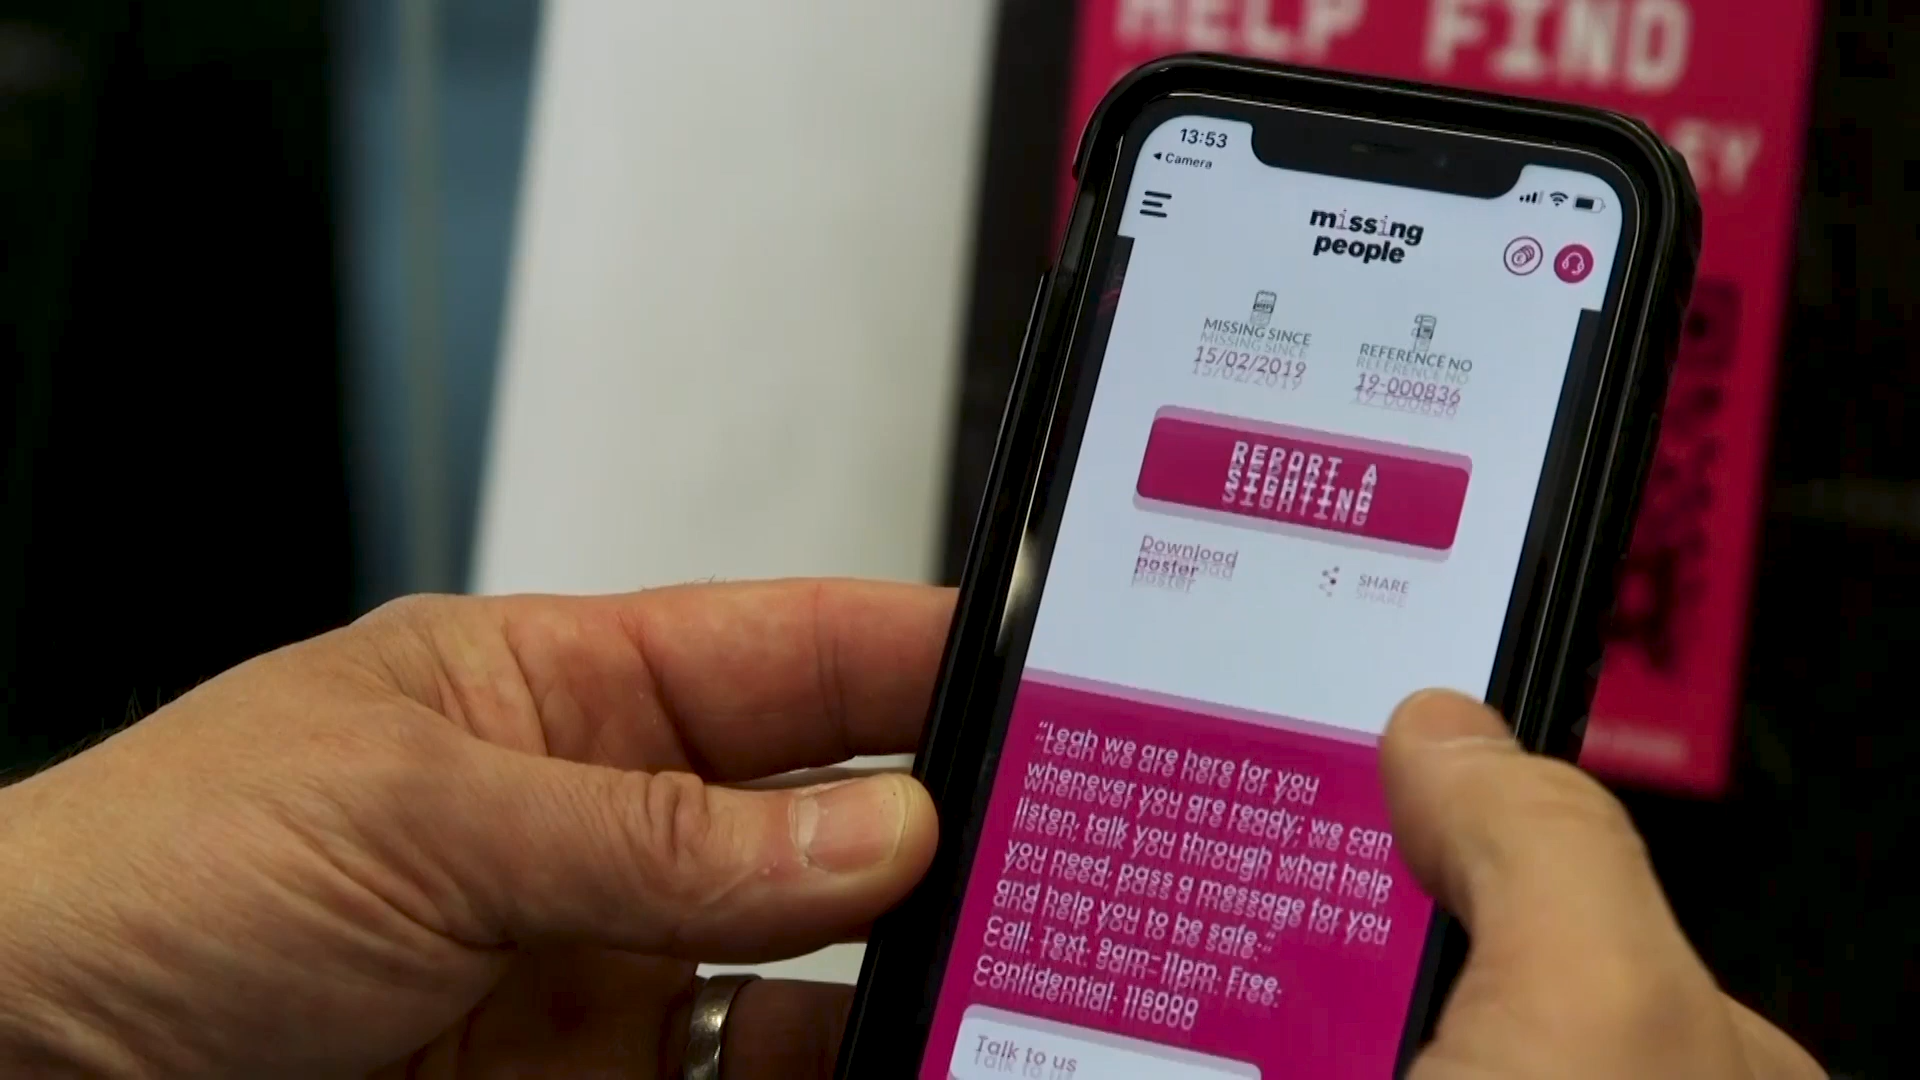 HELP FIND
EY
13:53
Camera
missing
people
MISSING SINCE
15/02/2019
REFERENCE NO
19-000836
REPORT A
SIGHTING
Download
poster
SHARE
"Leah we are here for you
whenever you are ready; we can
listen, talk you through what help
you need, pass a message for you
and help you to be safe."
Call. Text. 9am-11pm. Free.
Confidential. 116000
Talk to us